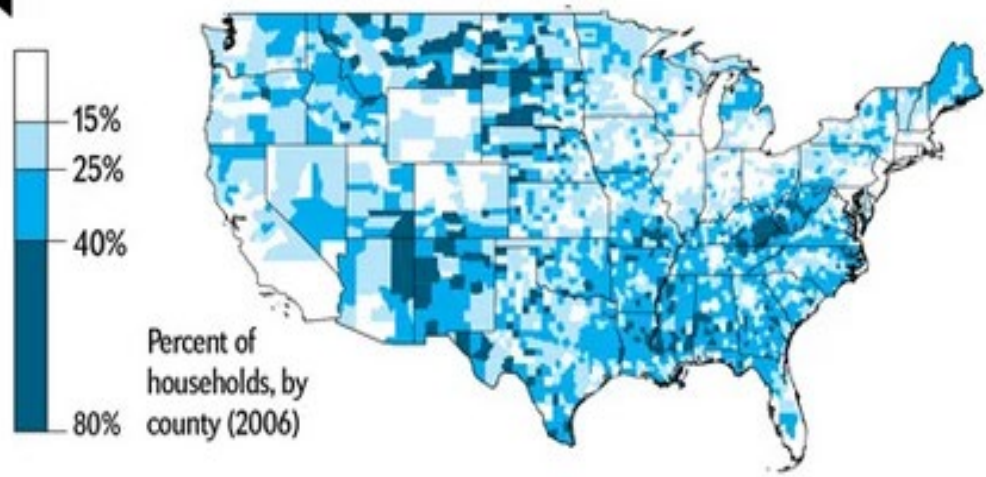 15%
25%
40%
80%
Percent of
households, by
county (2006)